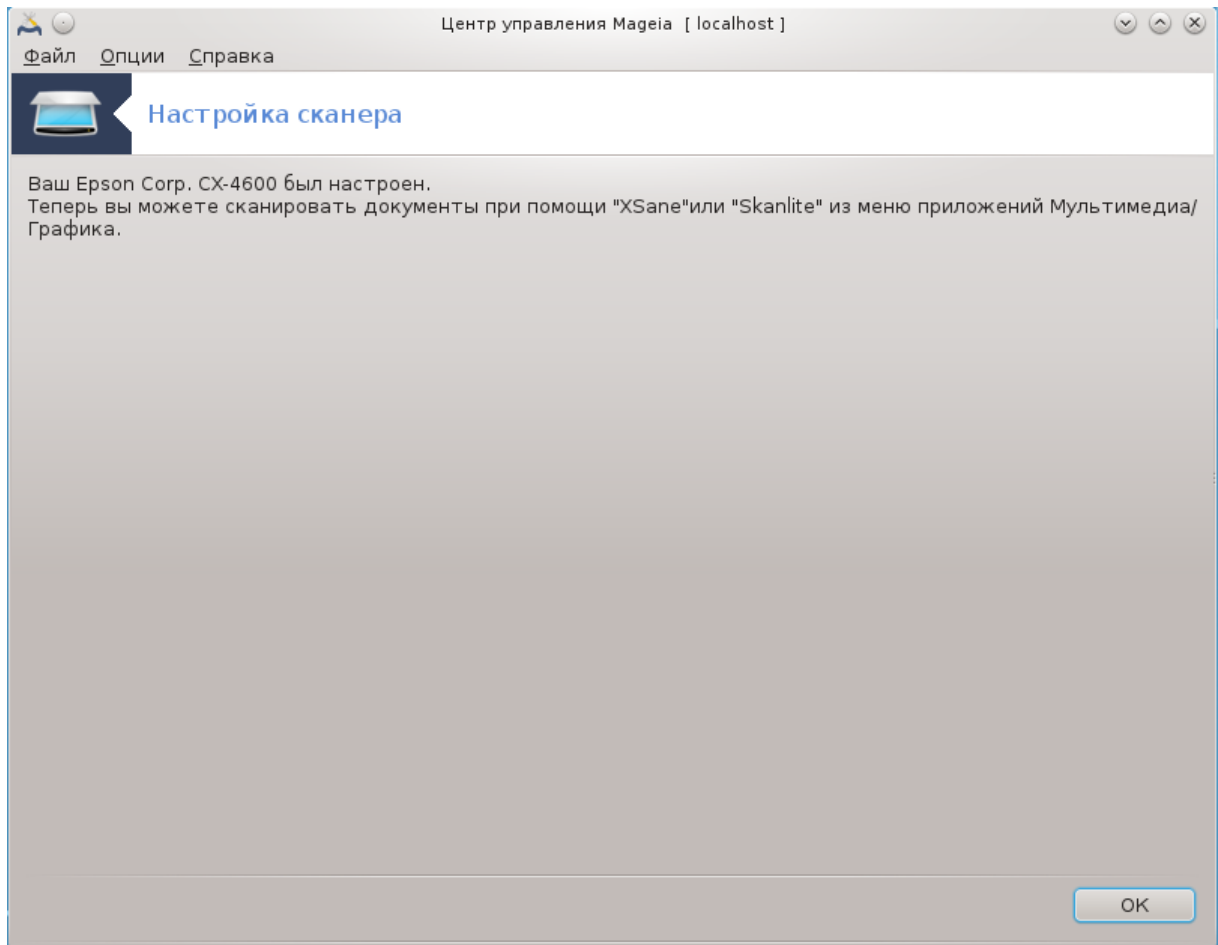 Центр управления Mageia [ localhost ]
Файл Опции Справка
Настройка сканера
Ваш Epson Corp. CX-4600 был настроен.
Теперь вы можете сканировать документы при помощи "XSane"или "Skanlite" из меню приложений Мультимедиа/
Графика.
OK